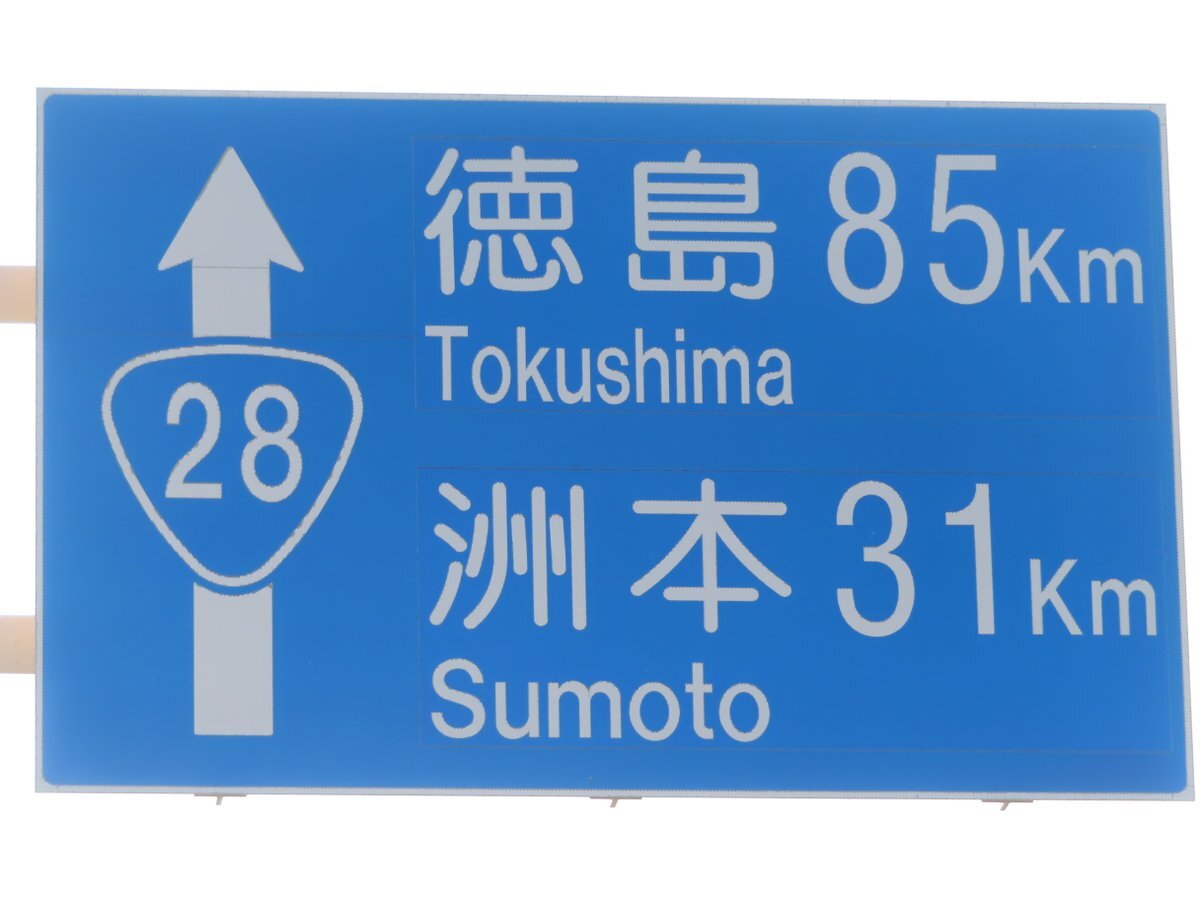 28
徳島 85Km
Tokushima
洲本 31Km
Sumoto